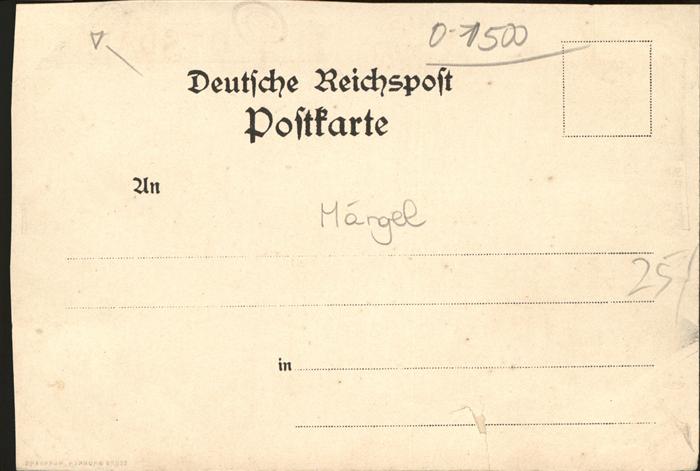 0-1500
Deutsche Reichspost
Postkarte
An
Mängel
25,-
in